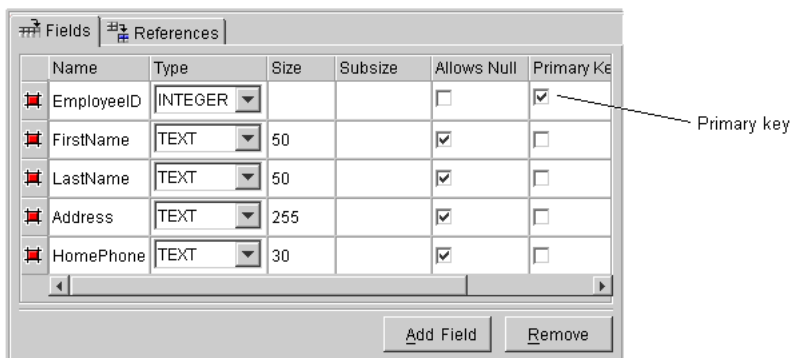 Fields References
Name Type Size Subsize Allows Null Primary Ke
EmployeeID INTEGER
Primary key
FirstName TEXT 50
LastName TEXT 50
Address TEXT 255
HomePhone TEXT 30
Add Field Remove